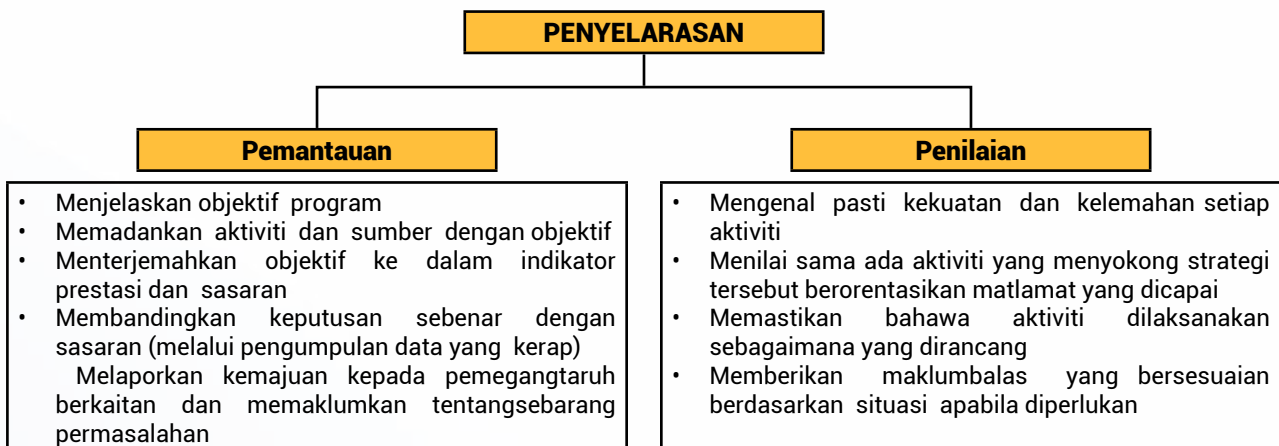 PENYELARASAN
Pemantauan
• Menjelaskan objektif program
• Memadankan aktiviti dan sumber dengan objektif
• Menterjemahkan objektif ke dalam indikator
prestasi dan sasaran
• Membandingkan keputusan sebenar dengan
sasaran (melalui pengumpulan data yang kerap)
Melaporkan kemajuan kepada pemegangtaruh
berkaitan dan memaklumkan tentangsebarang
permasalahan
Penilaian
• Mengenal pasti kekuatan dan kelemahan setiap
aktiviti
• Menilai sama ada aktiviti yang menyokong strategi
tersebut berorentasikan matlamat yang dicapai
• Memastikan bahawa aktiviti dilaksanakan
sebagaimana yang dirancang
• Memberikan maklumbalas yang bersesuaian
berdasarkan situasi apabila diperlukan